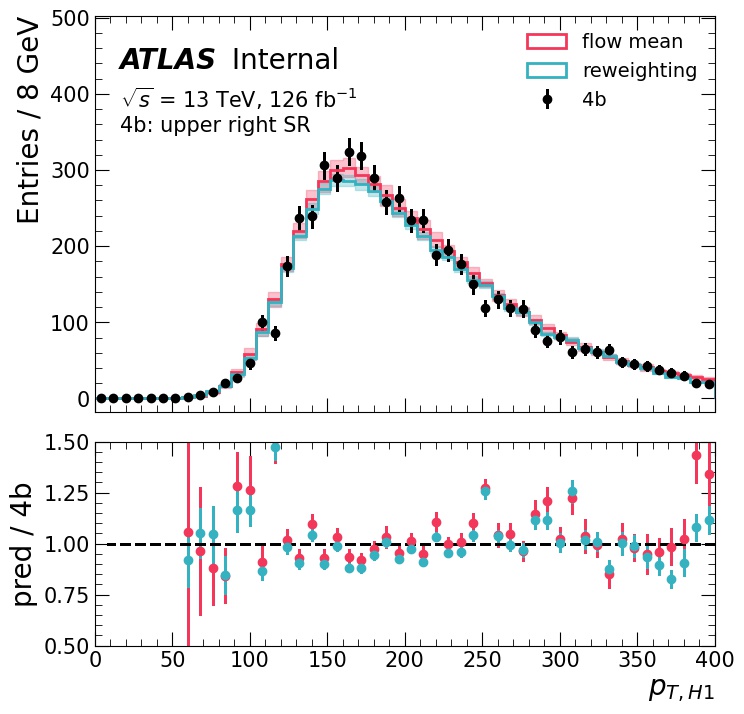 ATLAS Internal
√s = 13 TeV, 126 fb⁻¹
4b: upper right SR
flow mean
reweighting
4b
Entries / 8 GeV
500
400
300
200
100
0
pred / 4b
1.50
1.25
1.00
0.75
0.50
0 50 100 150 200 250 300 350 400
p_{T, H1}